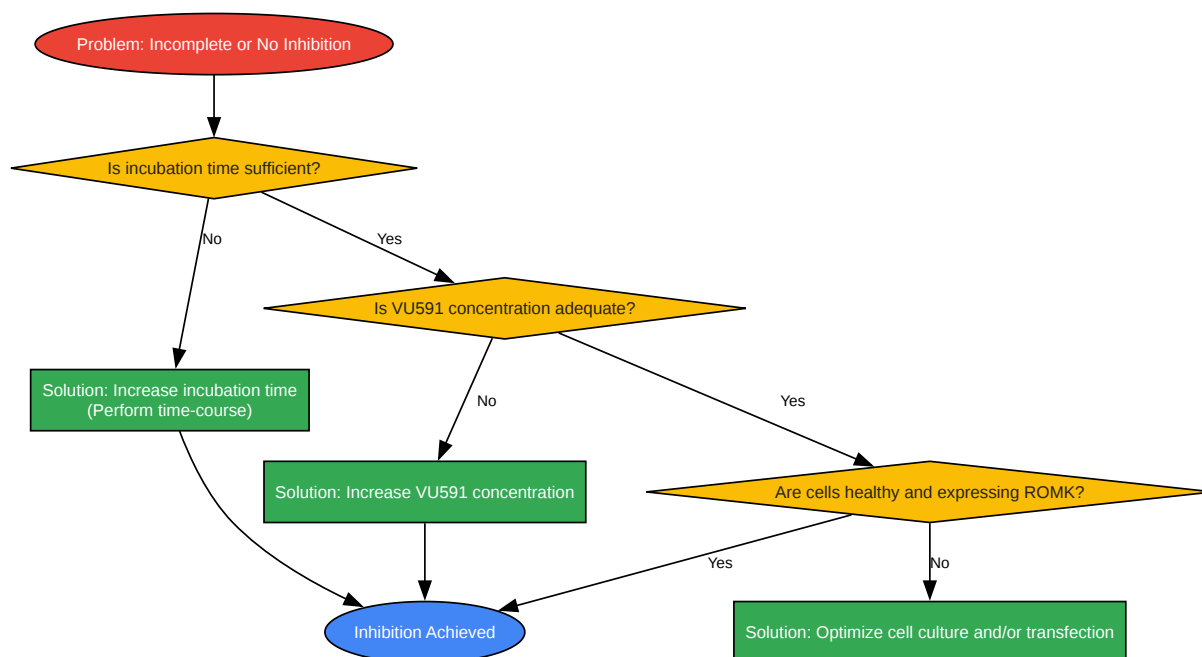 Problem: Incomplete or No Inhibition
Is incubation time sufficient?
No
Yes
Is VU591 concentration adequate?
Solution: Increase incubation time
(Perform time-course)
No
Yes
Solution: Increase VU591 concentration
Are cells healthy and expressing ROMK?
Yes
No
Inhibition Achieved
Solution: Optimize cell culture and/or transfection